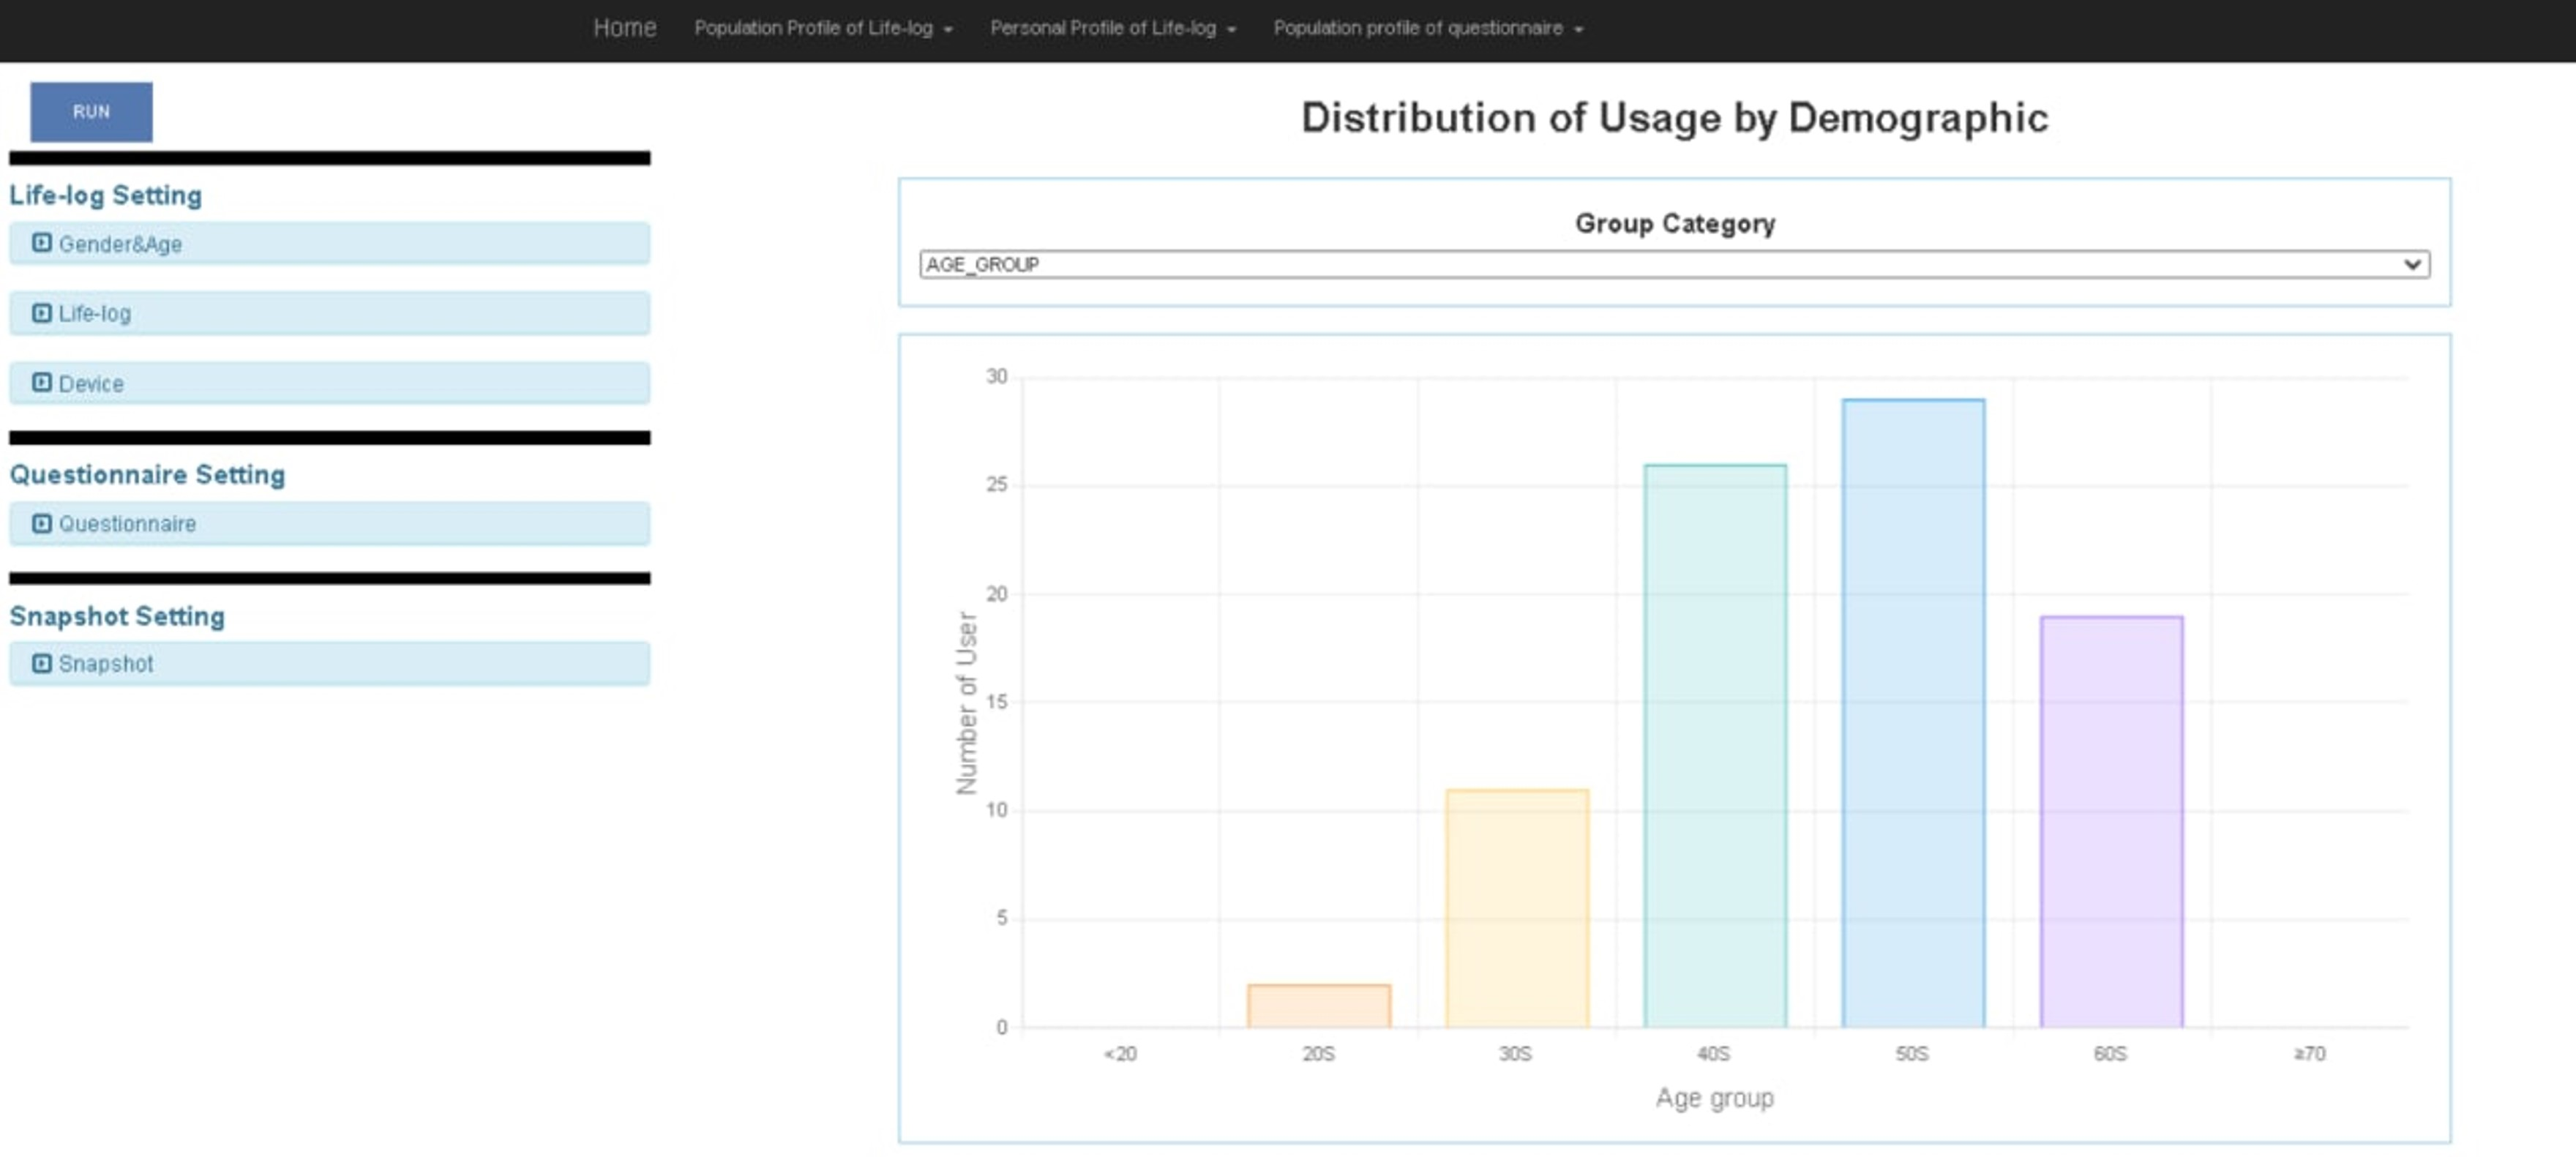 Home Population Profile of Life-log Personal Profile of Life-log Population profile of questionnaire
RUN
Life-log Setting
Gender&Age
Life-log
Device
Questionnaire Setting
Questionnaire
Snapshot Setting
Snapshot
Distribution of Usage by Demographic
Group Category
AGE_GROUP
30
25
20
15
10
5
0
Number of User
<20 20S 30S 40S 50S 60S ≥70
Age group